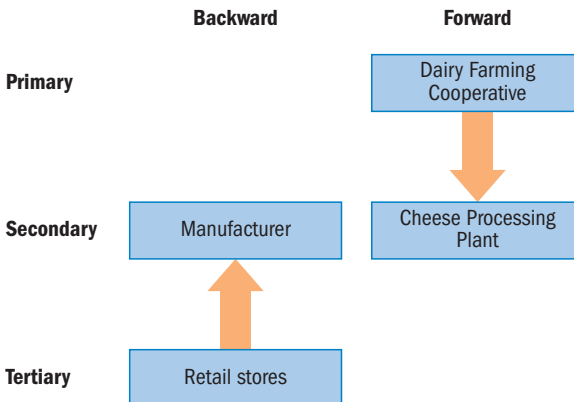 Backward
Forward
Primary
Dairy Farming
Cooperative
Secondary
Manufacturer
Cheese Processing
Plant
Tertiary
Retail stores